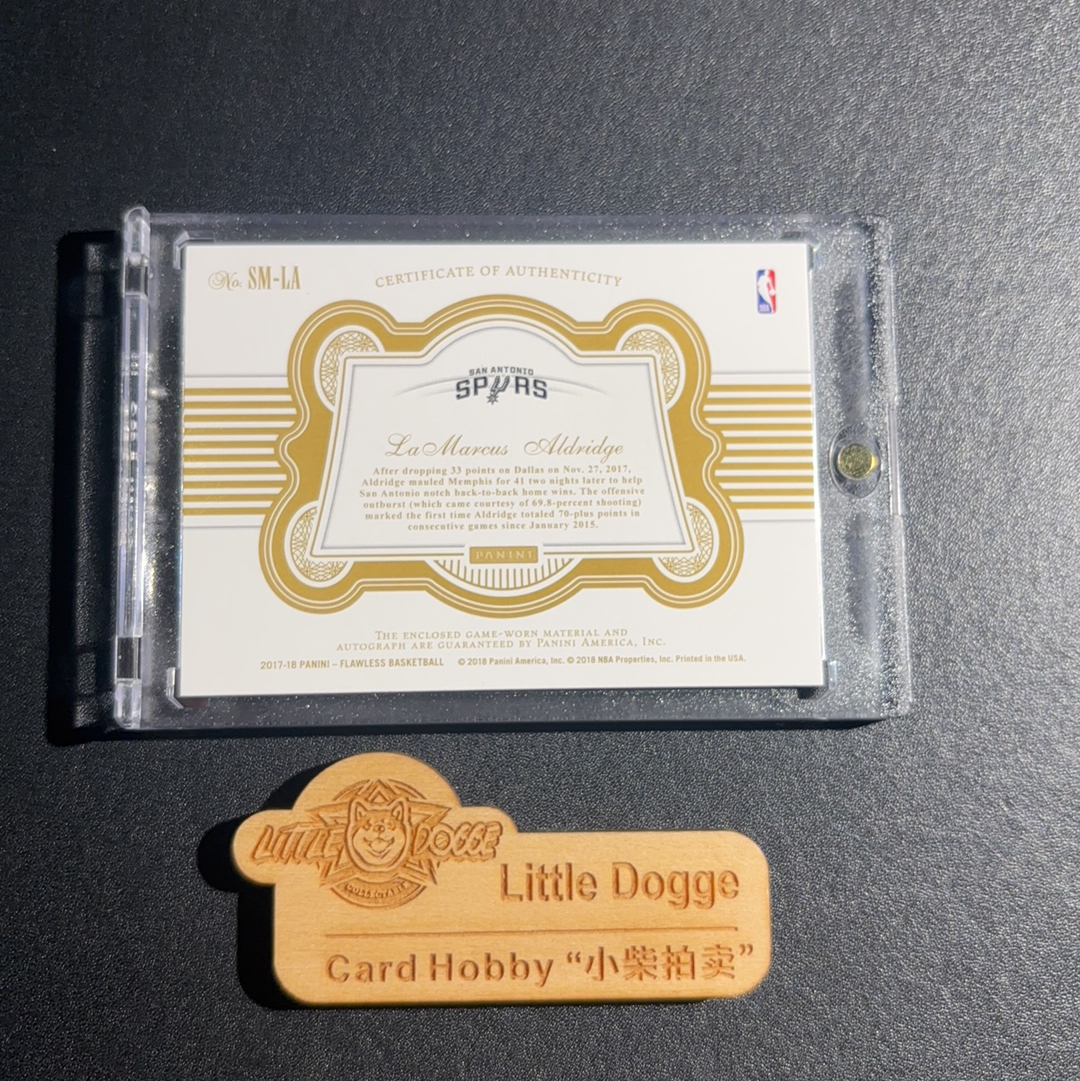 No. SM-LA
CERTIFICATE OF AUTHENTICITY
SAN ANTONIO
SPURS
LaMarcus Aldridge
After dropping 33 points on Dallas on Nov. 27, 2017,
Aldridge mauled Memphis for 41 two nights later to help
San Antonio notch back-to-back home wins. The offensive
outburst (which came courtesy of 69.8-percent shooting)
marked the first time Aldridge totaled 70-plus points in
consecutive games since January 2015.
PANINI
THE ENCLOSED GAME-WORN MATERIAL AND
AUTOGRAPH ARE GUARANTEED BY PANINI AMERICA, INC.
2017-18 PANINI – FLAWLESS BASKETBALL © 2018 Panini America, Inc. © 2018 NBA Properties, Inc. Printed in the USA.
LITTLE DOGGE
Little Dogge
Card Hobby “小柴拍卖”